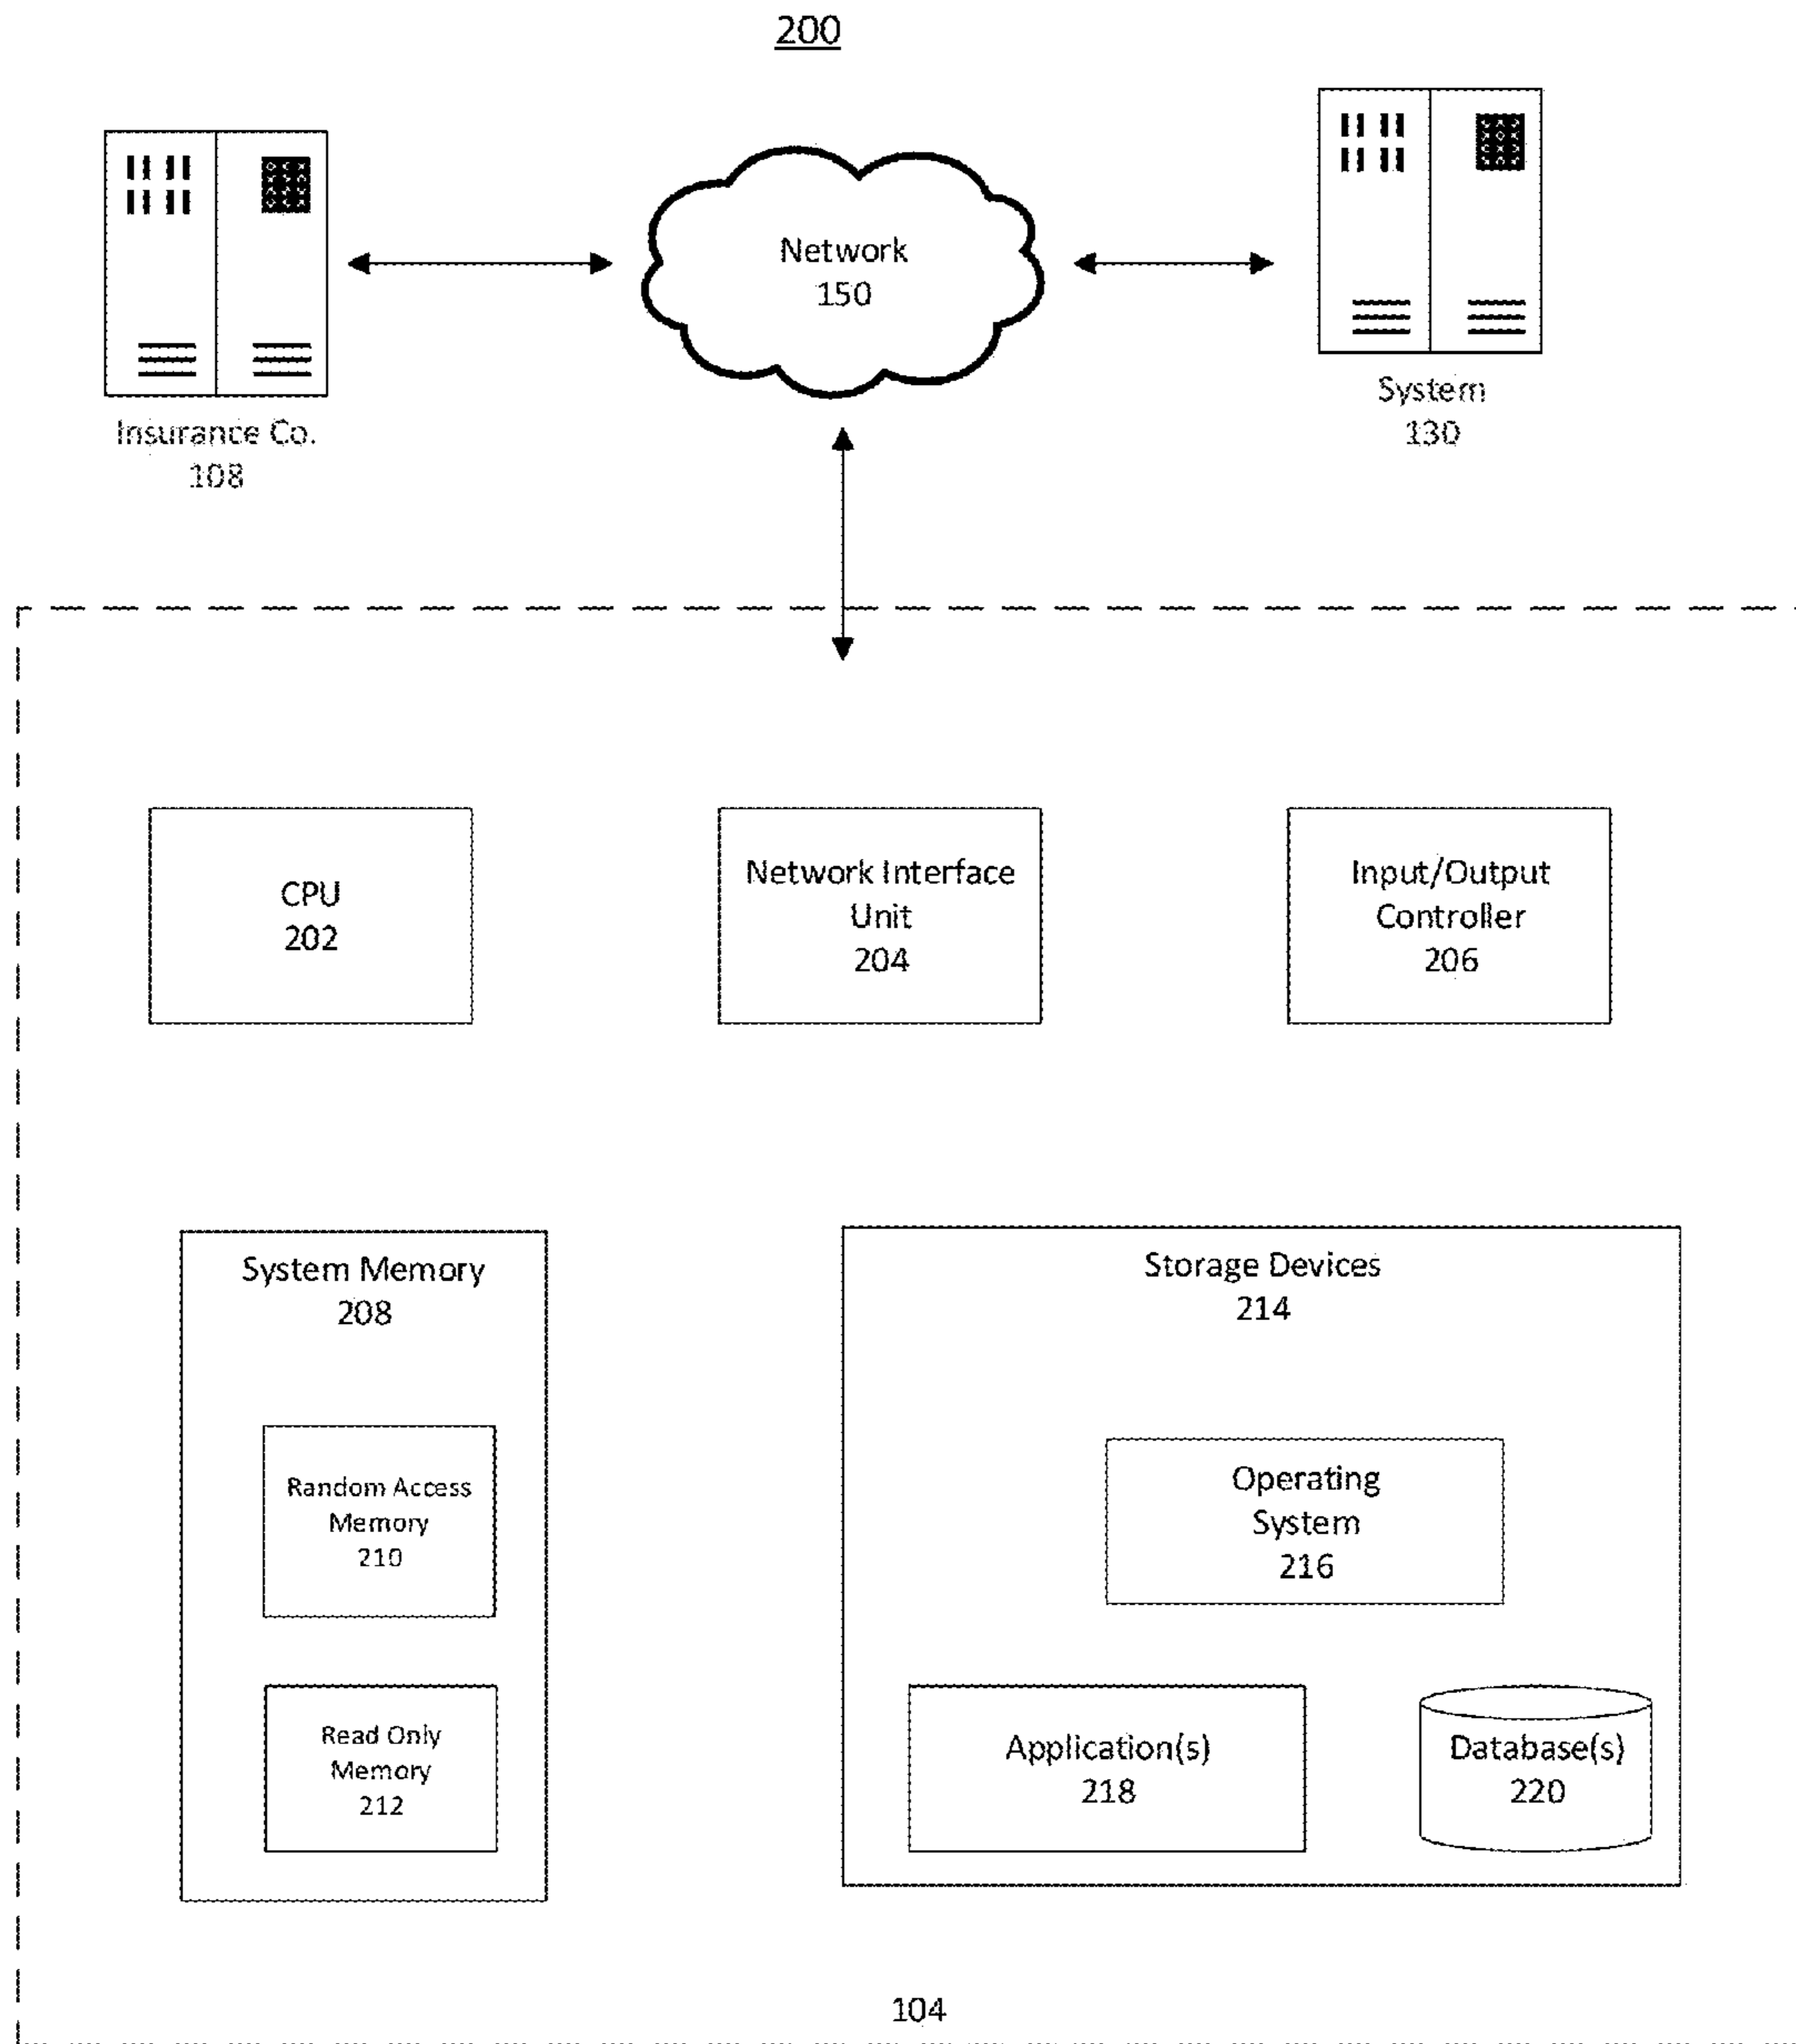 200
Network
150
Insurance Co.
108
System
130
CPU
202
Network Interface
Unit
204
Input/Output
Controller
206
System Memory
208
Random Access
Memory
210
Read Only
Memory
212
Storage Devices
214
Operating
System
216
Application(s)
218
Database(s)
220
104